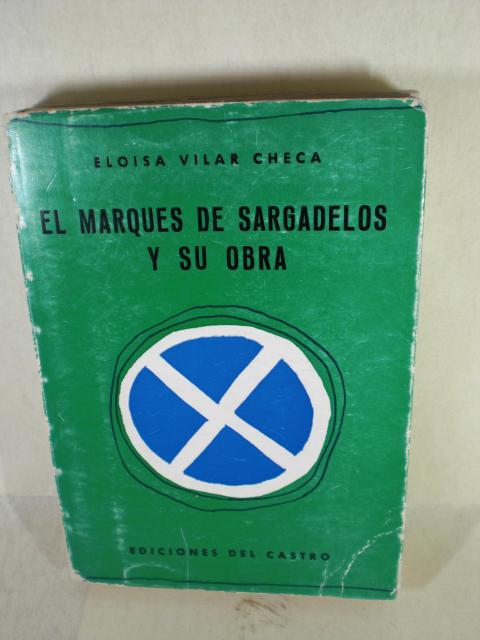 ELOISA VILAR CHECA
EL MARQUES DE SARGADELOS
Y SU OBRA
EDICIONES DEL CASTRO